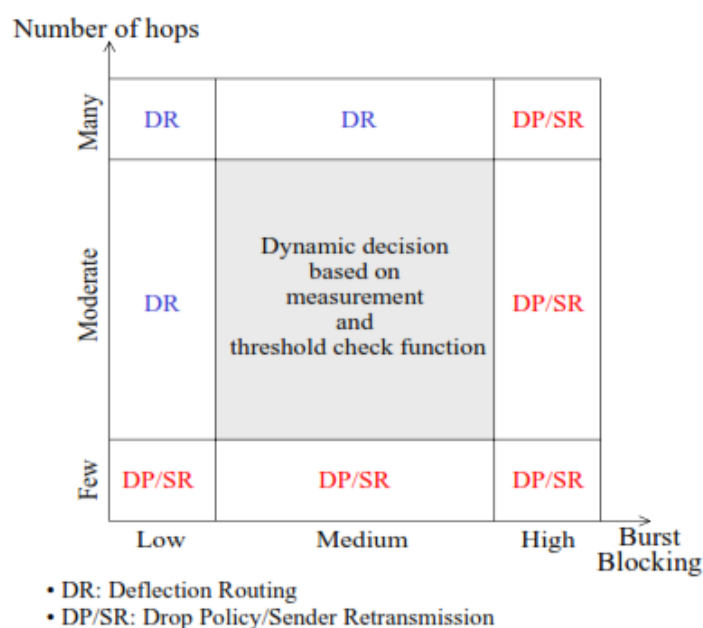 Number of hops
Many
DR
DR
DP/SR
Moderate
DR
Dynamic decision
based on
measurement
and
threshold check function
DP/SR
Few
DP/SR
DP/SR
DP/SR
Low
Medium
High
Burst
Blocking
• DR: Deflection Routing
• DP/SR: Drop Policy/Sender Retransmission